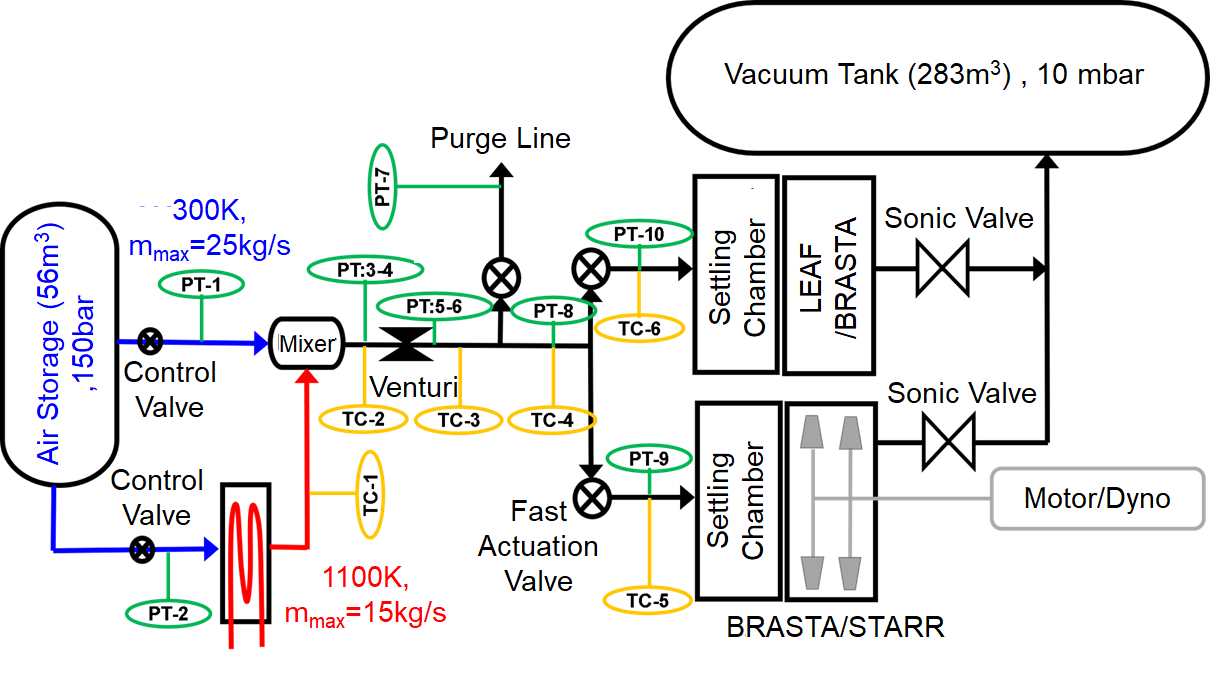 Vacuum Tank (283m³) , 10 mbar
Purge Line
PT-7
300K,
mmax=25kg/s
PT-1
PT:3-4
PT:5-6
PT-8
PT-10
TC-6
Settling
Chamber
LEAF
/BRASTA
Sonic Valve
Air Storage (56m³)
,150bar
Control
Valve
Mixer
Venturi
TC-2
TC-3
TC-4
TC-1
Control
Valve
PT-2
1100K,
mmax=15kg/s
Fast
Actuation
Valve
PT-9
TC-5
Settling
Chamber
Sonic Valve
Motor/Dyno
BRASTA/STARR